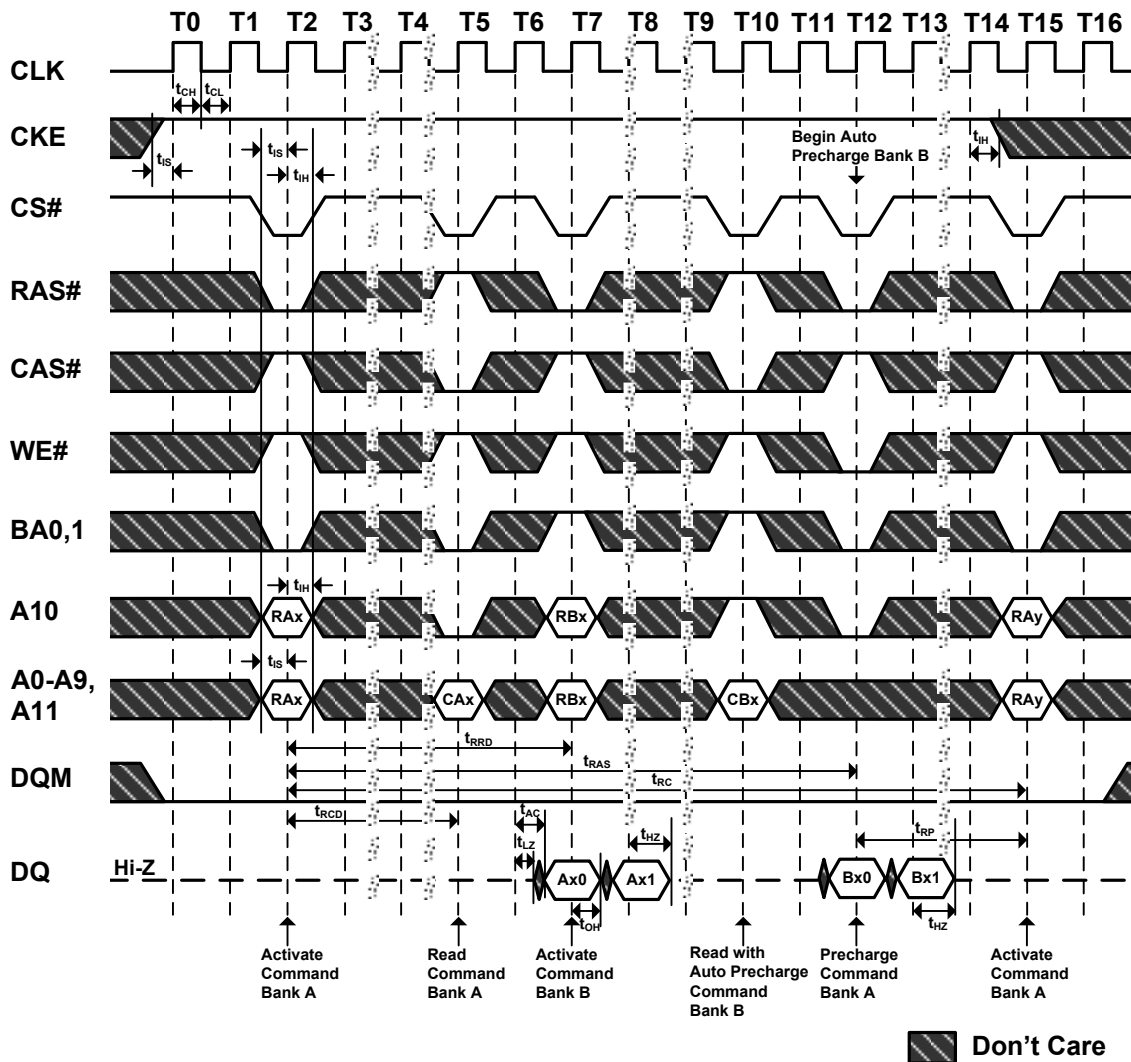 T0 T1 T2 T3 T4 T5 T6 T7 T8 T9 T10 T11 T12 T13 T14 T15 T16
CLK
tCH tCL
CKE
tIS
tIS
tIH
Begin Auto
Precharge Bank B
tIH
CS#
RAS#
CAS#
WE#
BA0,1
tIH
A10
RAx RBx RAy
tIS
A0-A9,
A11
RAx CAx RBx CBx RAy
tRRD
tRAS
DQM
tRC
tRCD
tAC
tLZ
tHZ
tRP
DQ
Hi-Z
Ax0 Ax1 Bx0 Bx1
tOH
tHZ
Activate
Command
Bank A
Read
Command
Bank A
Activate
Command
Bank B
Read with
Auto Precharge
Command
Bank B
Precharge
Command
Bank A
Activate
Command
Bank A
Don't Care